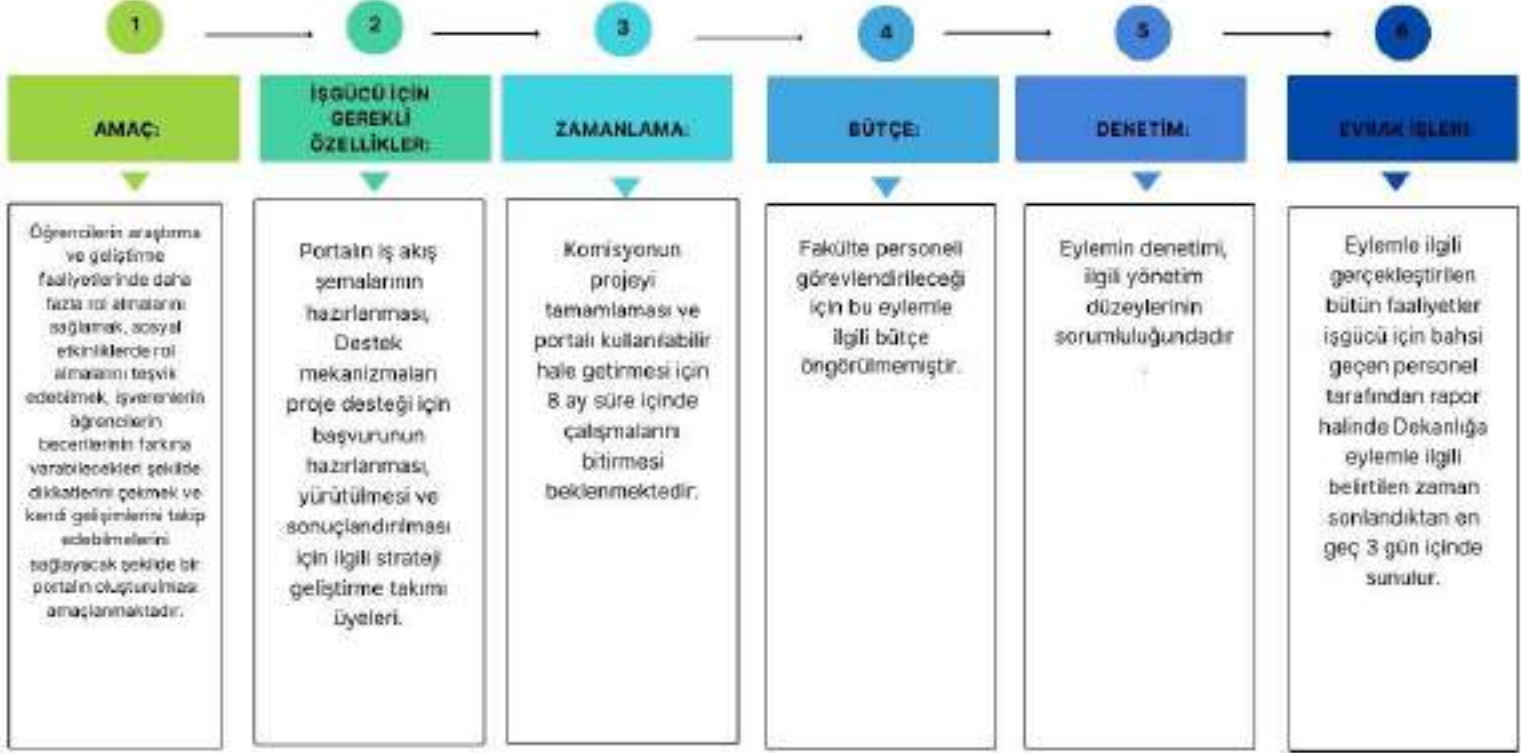 1
2
3
4
5
6
AMAÇ:
İŞGÜCÜ İÇİN
GEREKLİ
ÖZELLİKLER:
ZAMANLAMA:
BÜTÇE:
DENETİM:
EVRAK İŞLERİ:
Öğrencilerin araştırma
ve geliştirme
faaliyetlerinde daha
fazla rol almalarını
sağlamak, sosyal
etkinliklerde rol
almalarını teşvik
edebilmek, işverenlerin
öğrencilerin
becerilerinin farkına
varabilecekleri şekilde
dikkatlerini çekmek ve
kendi gelişimlerini takip
edebilmelerini
sağlayacak şekilde bir
portalın oluşturulması
amaçlanmaktadır.
Portalın iş akış
şemalarının
hazırlanması,
Destek
mekanizmaları
proje desteği için
başvurunun
hazırlanması,
yürütülmesi ve
sonuçlandırılması
için ilgili strateji
geliştirme takımı
üyeleri.
Komisyonun
projeyi
tamamlaması ve
portalı kullanılabilir
hale getirmesi için
8 ay süre içinde
çalışmalarını
bitirmesi
beklenmektedir.
Fakülte personeli
görevlendirileceği
için bu eylemle
ilgili bütçe
öngörülmemiştir.
Eylemin denetimi,
ilgili yönetim
düzeylerinin
sorumluluğundadır
.
Eylemle ilgili
gerçekleştirilen
bütün faaliyetler
işgücü için bahsi
geçen personel
tarafından rapor
halinde Dekanlığa
eylemle ilgili
belirtilen zaman
sonlandıktan en
geç 3 gün içinde
sunulur.